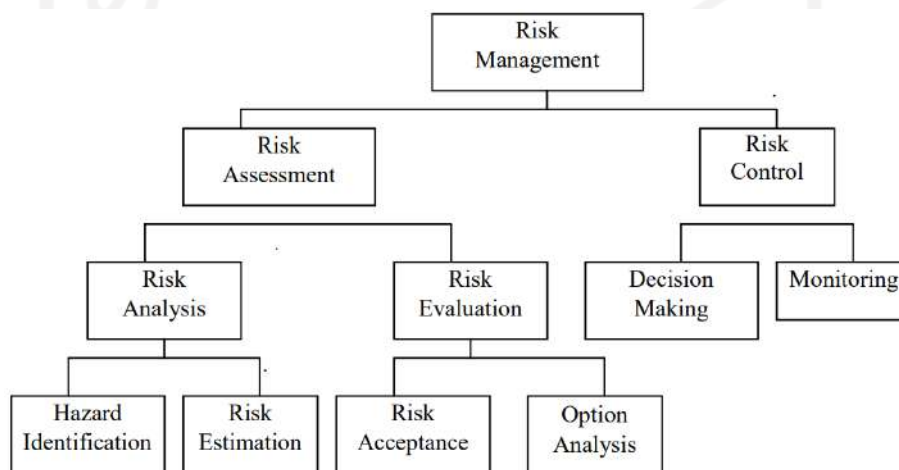 Risk
Management
Risk
Assessment
Risk
Control
Risk
Analysis
Risk
Evaluation
Decision
Making
Monitoring
Hazard
Identification
Risk
Estimation
Risk
Acceptance
Option
Analysis